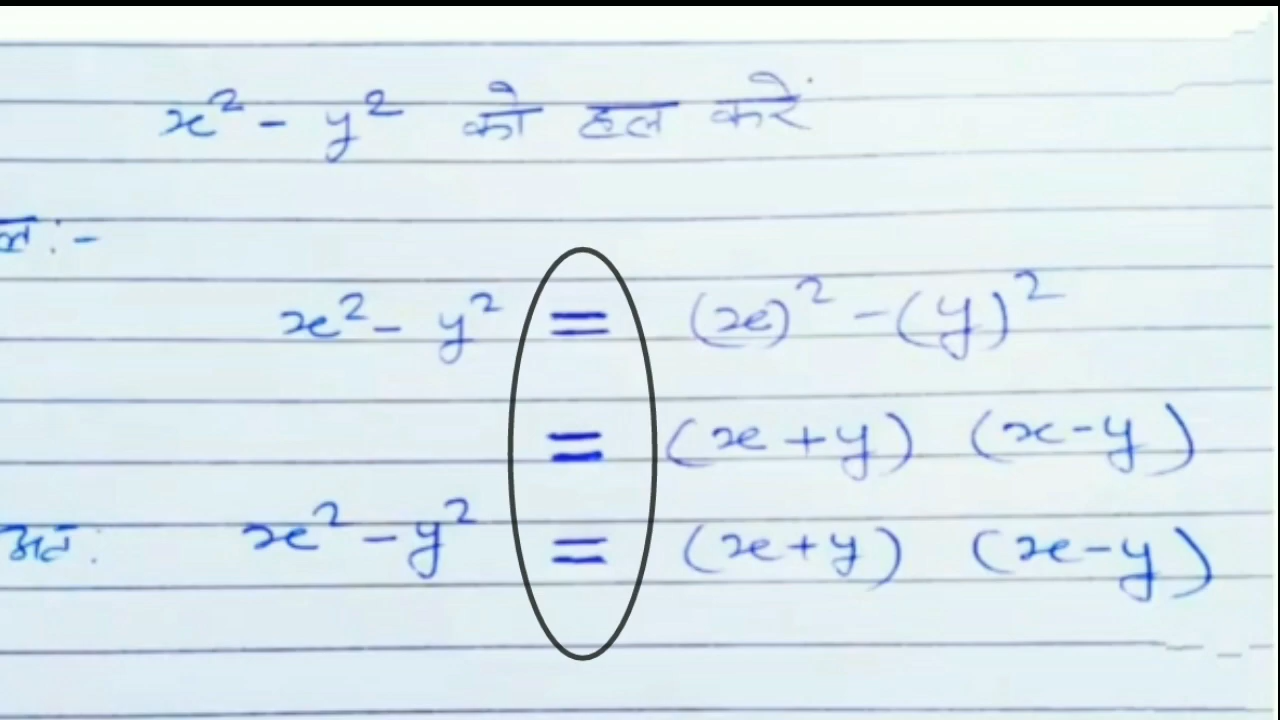 x² - y² को हल करें
ल :-
x² - y² = (x)² - (y)²
= (x + y) (x - y)
अतः x² - y² = (x + y) (x - y)